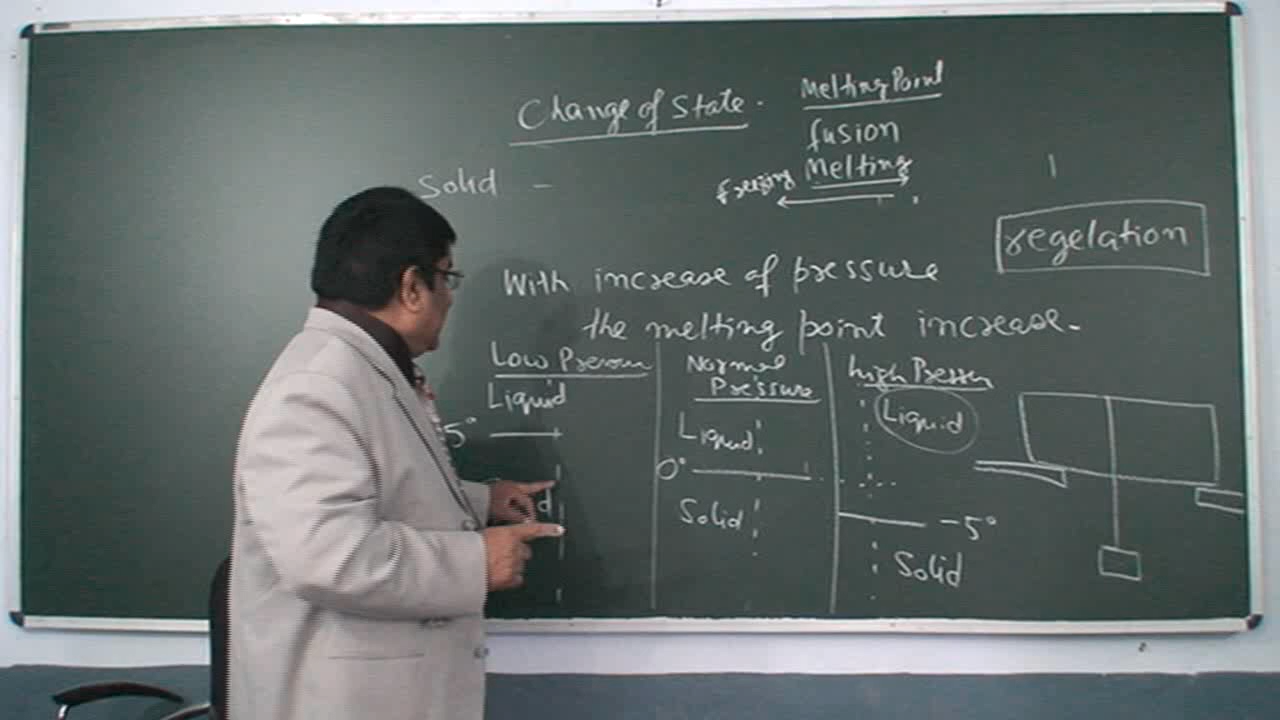 Change of State. Melting Point
fusion
Melting
freezing
Solid -
regelation
With increase of pressure
the melting point increase.
Low Pressure
Liquid
5°
d
Normal
Pressure
Liquid
0°
Solid
high Pressure
Liquid
-5°
Solid